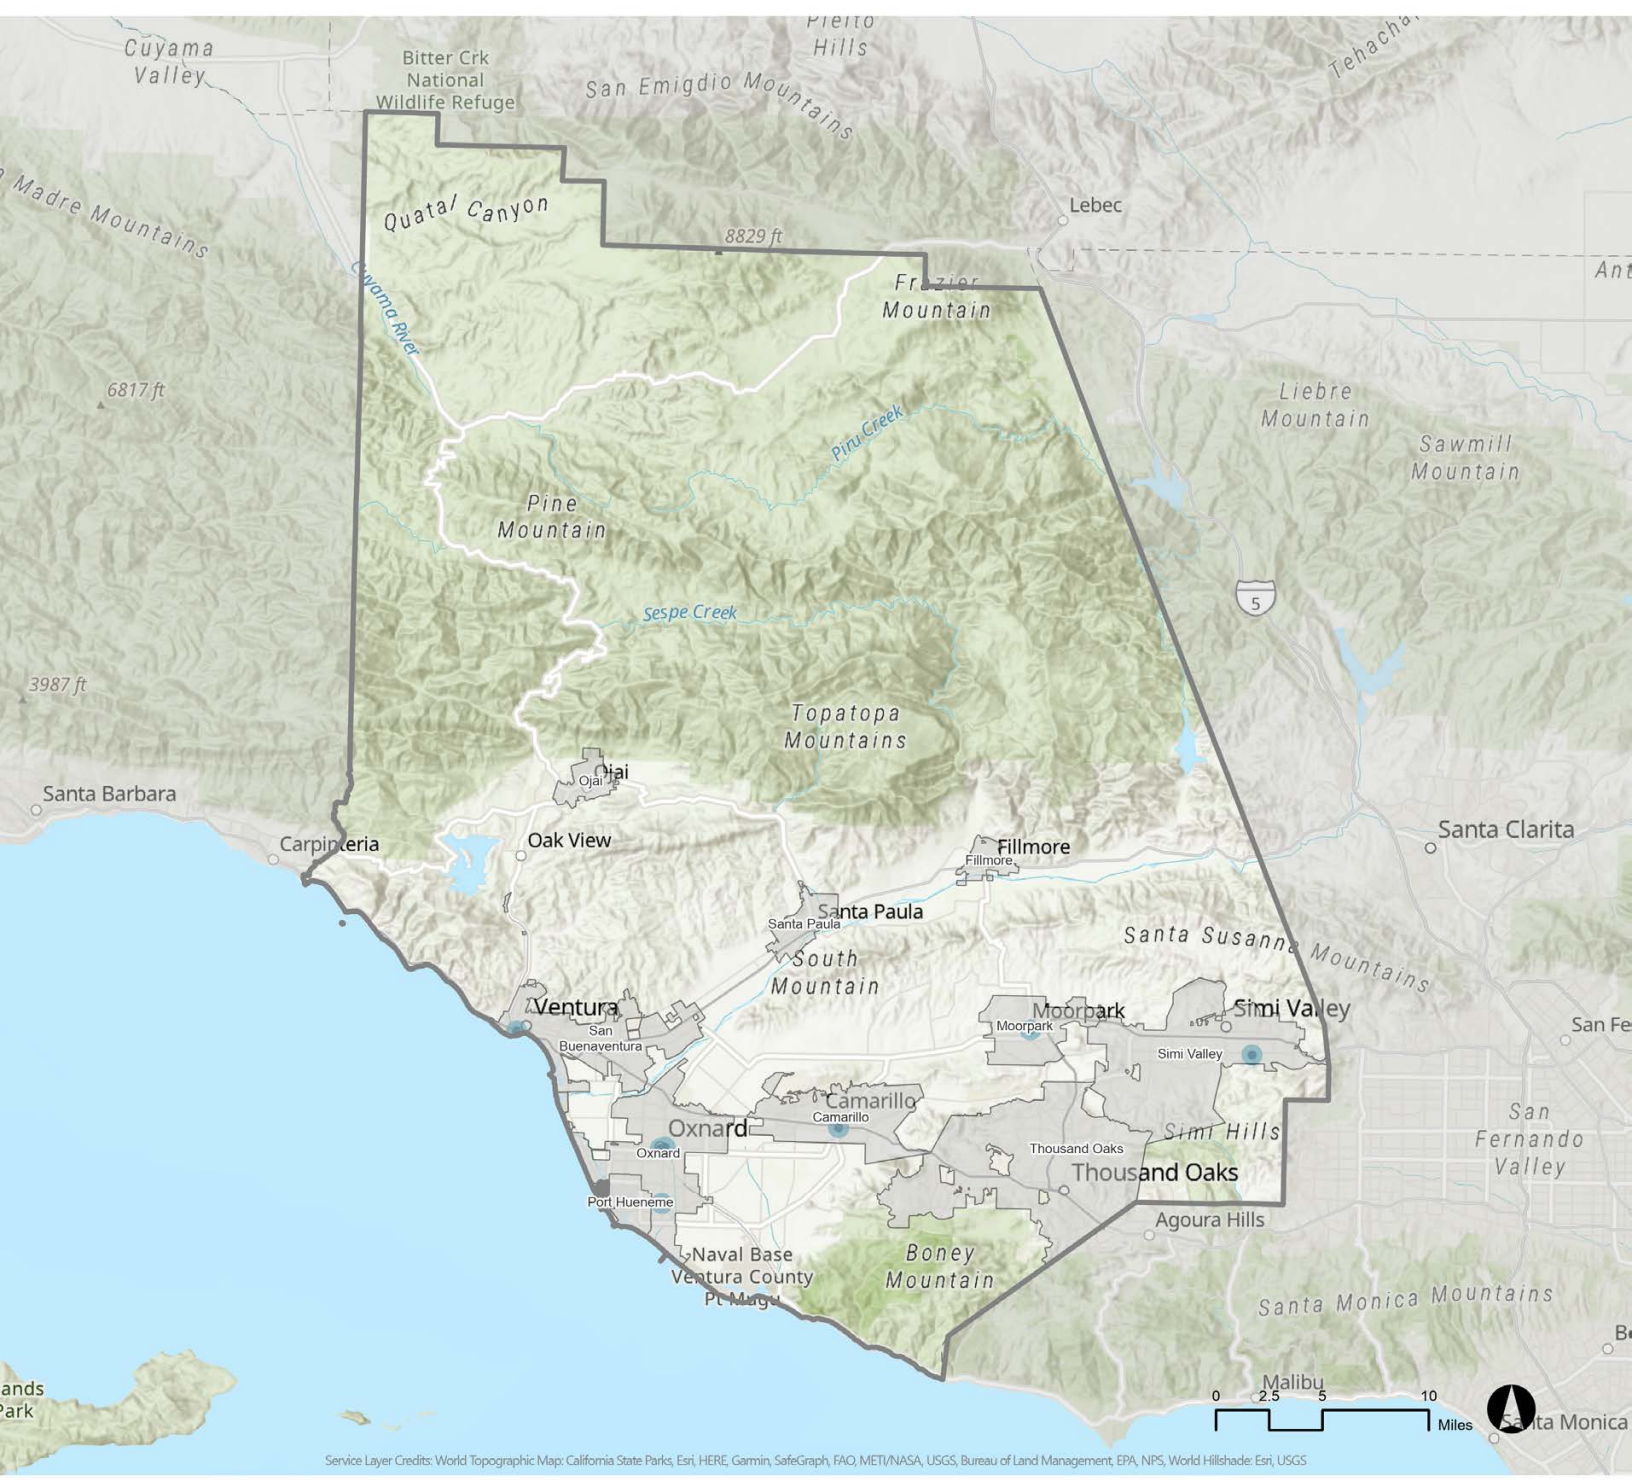 Cuyama
Valley
Bitter Crk
National
Wildlife Refuge
Hills
San Emigdio Mountains
Madre Mountains
Quatal Canyon
Lebec
8829 ft
Frazier
Mountain
Cuyama River
6817 ft
Liebre
Mountain
Sawmill
Mountain
Piru Creek
Pine
Mountain
5
Sespe Creek
3987 ft
Topatopa
Mountains
Ojai
Ojai
Santa Barbara
Carpinteria
Oak View
Fillmore
Fillmore
Santa Clarita
Santa Paula
Santa Paula
South
Mountain
Santa Susanna Mountains
Ventura
San
Buenaventura
Moorpark
Moorpark
Simi Valley
Simi Valley
San Fe
Camarillo
Camarillo
Oxnard
Oxnard
Simi Hills
San
Fernando
Valley
Thousand Oaks
Thousand Oaks
Port Hueneme
Agoura Hills
Naval Base
Ventura County
Pt Mugu
Boney
Mountain
Santa Monica Mountains
Malibu
0 2.5 5 10
Miles
Santa Monica
ands
Park
Service Layer Credits: World Topographic Map: California State Parks, Esri, HERE, Garmin, SafeGraph, FAO, METI/NASA, USGS, Bureau of Land Management, EPA, NPS, World Hillshade: Esri, USGS